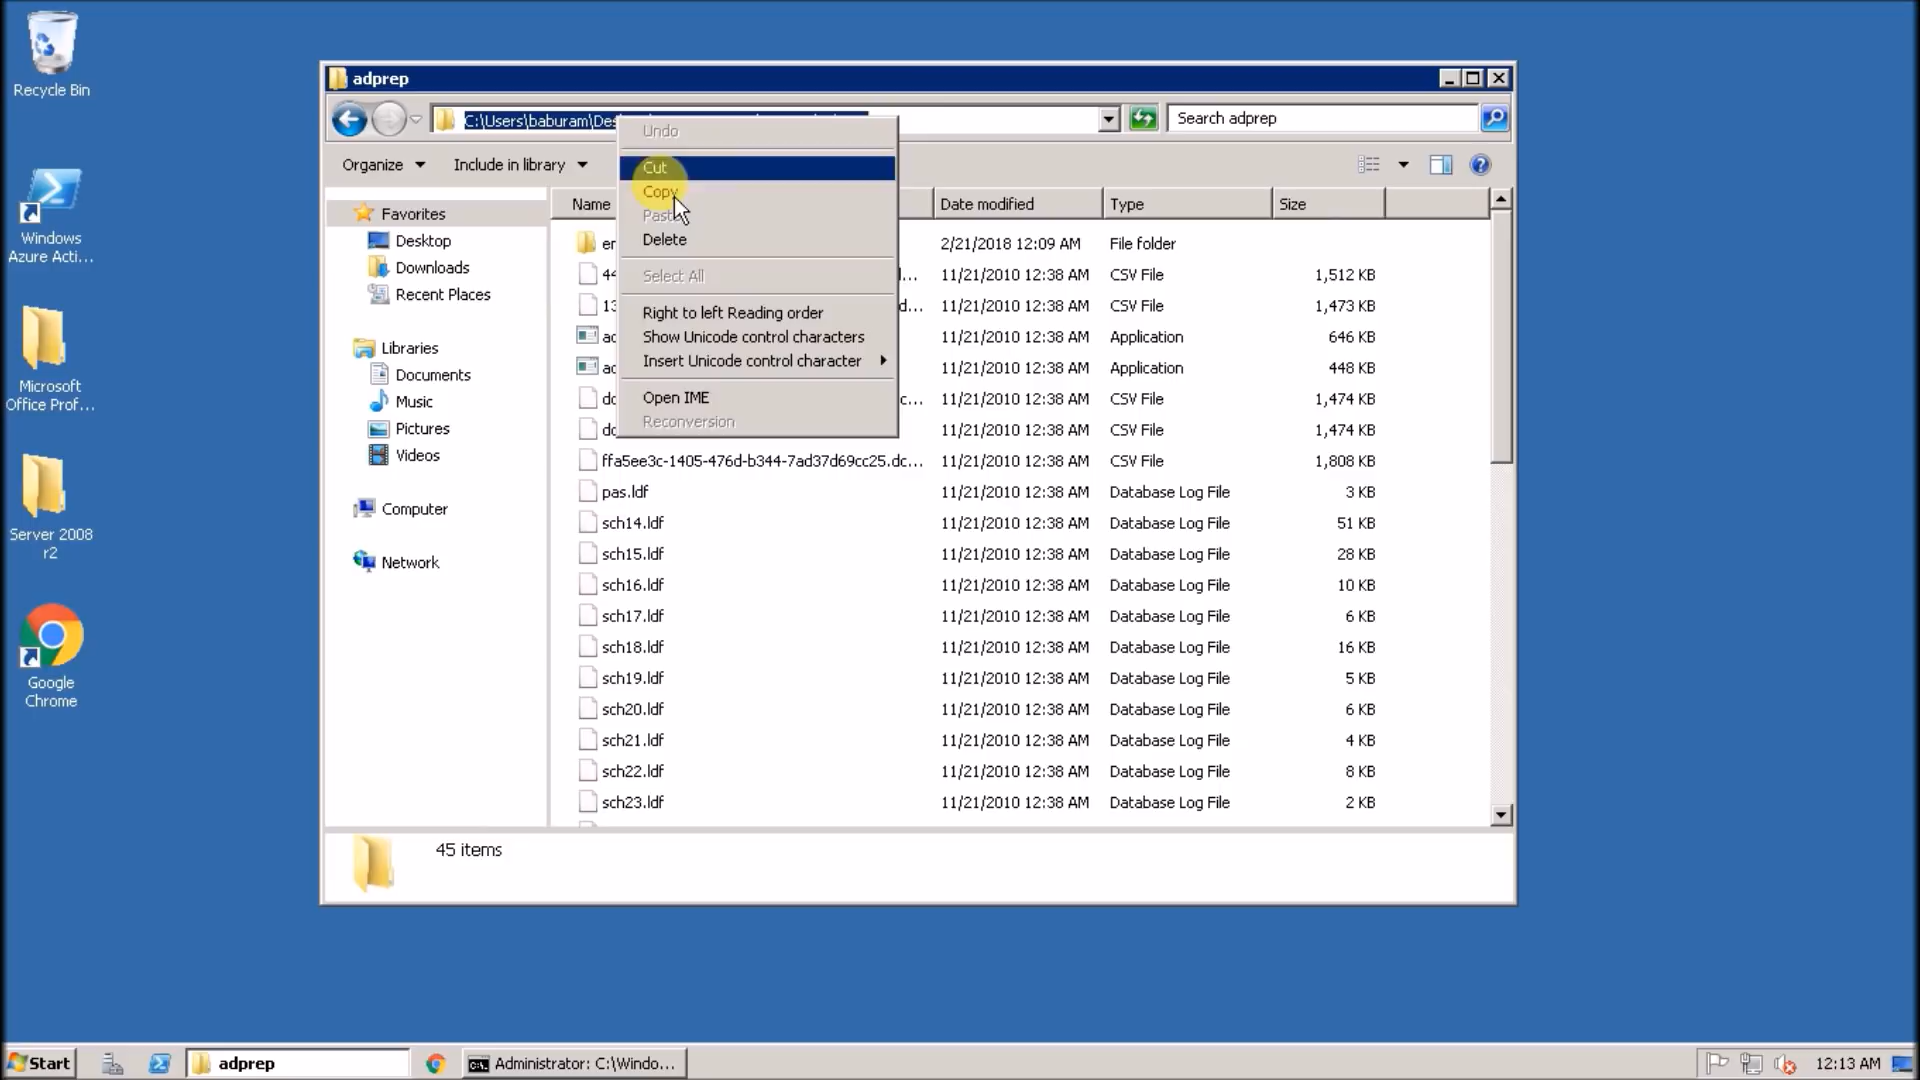 Recycle Bin
Windows
Azure Acti...
Microsoft
Office Prof...
Server 2008
r2
Google
Chrome
adprep
C:\Users\baburam\Des
Search adprep
Organize
Include in library
Undo
Cut
Copy
Paste
Delete
Select All
Right to left Reading order
Show Unicode control characters
Insert Unicode control character
Open IME
Reconversion
Favorites
Desktop
Downloads
Recent Places
Libraries
Documents
Music
Pictures
Videos
Computer
Network
Name Date modified Type Size
2/21/2018 12:09 AM File folder
44 ... 11/21/2010 12:38 AM CSV File 1,512 KB
13 d... 11/21/2010 12:38 AM CSV File 1,473 KB
11/21/2010 12:38 AM Application 646 KB
11/21/2010 12:38 AM Application 448 KB
c... 11/21/2010 12:38 AM CSV File 1,474 KB
11/21/2010 12:38 AM CSV File 1,474 KB
ffa5ee3c-1405-476d-b344-7ad37d69cc25.dc... 11/21/2010 12:38 AM CSV File 1,808 KB
pas.ldf 11/21/2010 12:38 AM Database Log File 3 KB
sch14.ldf 11/21/2010 12:38 AM Database Log File 51 KB
sch15.ldf 11/21/2010 12:38 AM Database Log File 28 KB
sch16.ldf 11/21/2010 12:38 AM Database Log File 10 KB
sch17.ldf 11/21/2010 12:38 AM Database Log File 6 KB
sch18.ldf 11/21/2010 12:38 AM Database Log File 16 KB
sch19.ldf 11/21/2010 12:38 AM Database Log File 5 KB
sch20.ldf 11/21/2010 12:38 AM Database Log File 6 KB
sch21.ldf 11/21/2010 12:38 AM Database Log File 4 KB
sch22.ldf 11/21/2010 12:38 AM Database Log File 8 KB
sch23.ldf 11/21/2010 12:38 AM Database Log File 2 KB
45 items
Start
adprep
Administrator: C:\Windo...
12:13 AM